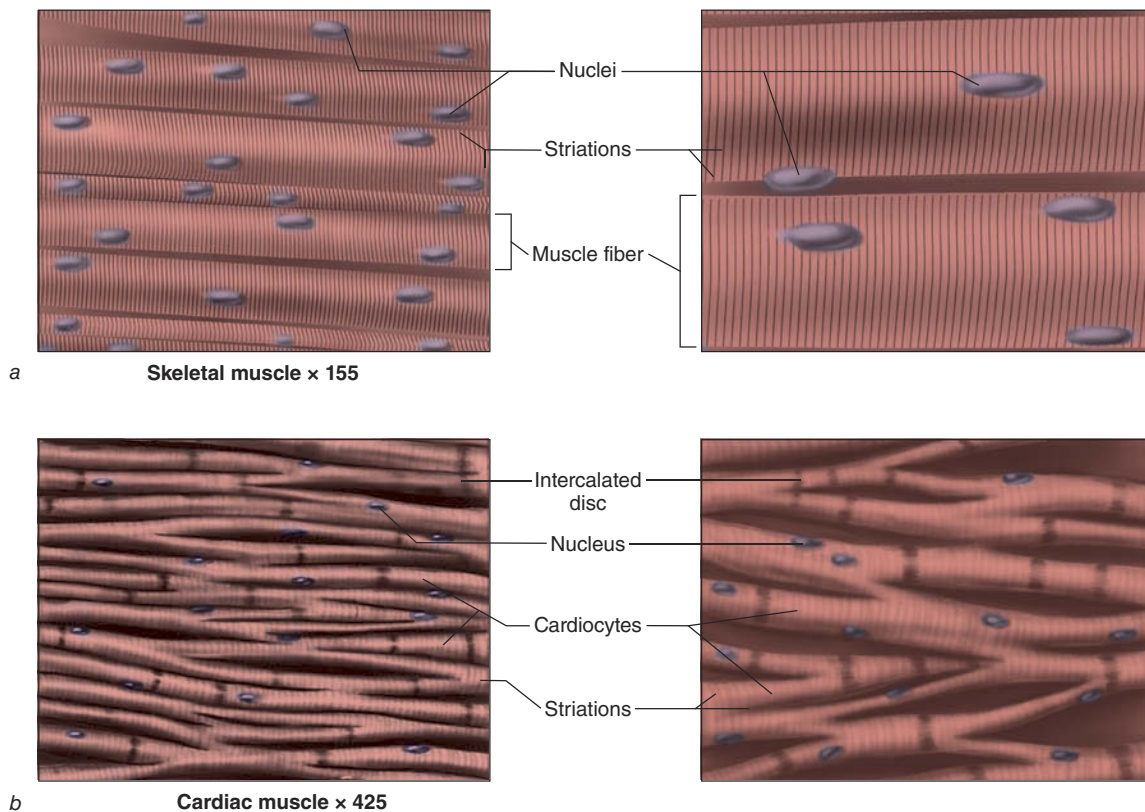 Nuclei
Striations
Muscle fiber
a
Skeletal muscle × 155
Intercalated
disc
Nucleus
Cardiocytes
Striations
b
Cardiac muscle × 425